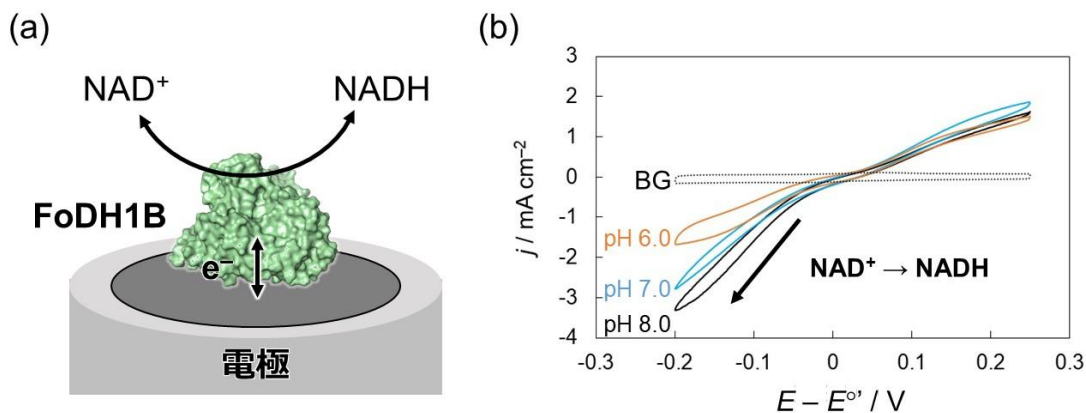 (a)
NAD⁺
NADH
FoDH1B
e⁻
電極
(b)
j / mA cm⁻²
3
2
1
0
-1
-2
-3
-4
BG
pH 6.0
pH 7.0
pH 8.0
NAD⁺ → NADH
-0.3
-0.2
-0.1
0
0.1
0.2
0.3
E – E°' / V